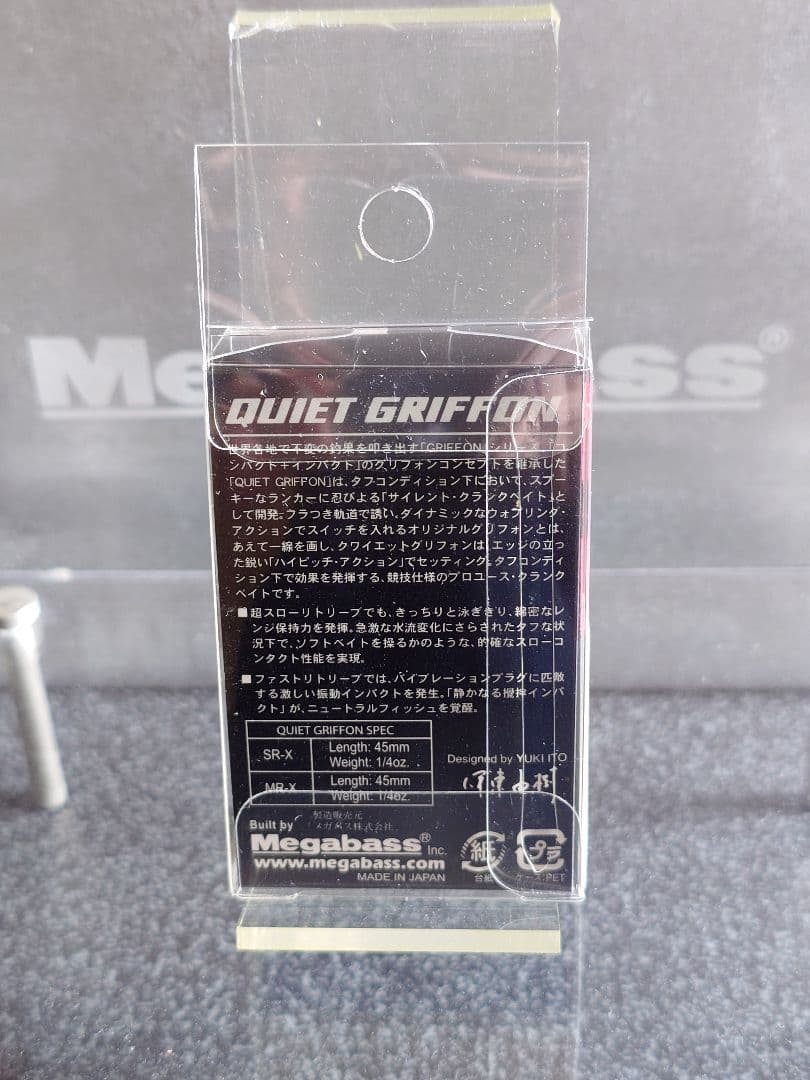 Megabass®
QUIET GRIFFON
世界各地で不変の釣果を叩き出す「GRIFFON」シリーズ。「コ
ンパクト＋インパクト」のグリフォンコンセプトを継承した
「QUIET GRIFFON」は、タフコンディション下において、スプー
キーなランカーに忍びよる「サイレント・クランクベイト」と
して開発。フラつき軌道で誘い、ダイナミックなウォブリング・
アクションでスイッチを入れるオリジナルグリフォンとは、
あえて一線を画し、クワイエットグリフォンは、エッジの立っ
た鋭い「ハイピッチ・アクション」でセッティング。タフコンディ
ション下で効果を発揮する、競技仕様のプロユース・クランク
ベイトです。
■超スローリトリーブでも、きっちりと泳ぎきり、綿密なレ
ンジ保持力を発揮。急激な水流変化にさらされたタフな状
況下で、ソフトベイトを操るかのような、的確なスローコ
ンタクト性能を実現。
■ファストリトリーブでは、バイブレーションプラグに匹敵
する激しい振動インパクトを発生。「静かなる攪拌インパ
クト」が、ニュートラルフィッシュを覚醒。
QUIET GRIFFON SPEC
SR-X Length: 45mm
Weight: 1/4oz.
MR-X Length: 45mm
Weight: 1/4oz.
Designed by YUKI ITO
伊東由樹
製造販売元
Built by メガバス株式会社
Megabass® Inc.
www.megabass.com
MADE IN JAPAN
紙
台紙
プラ
ケース:PET